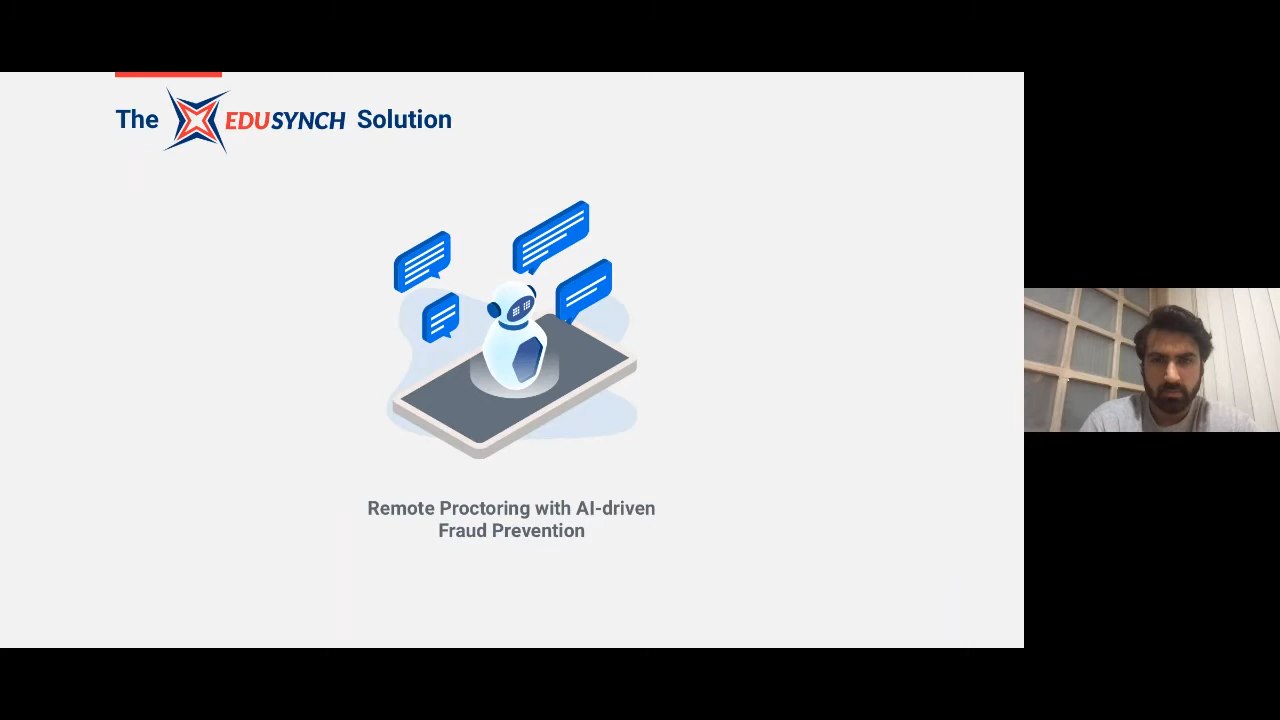 The EDUSYNCH Solution
Remote Proctoring with AI-driven
Fraud Prevention